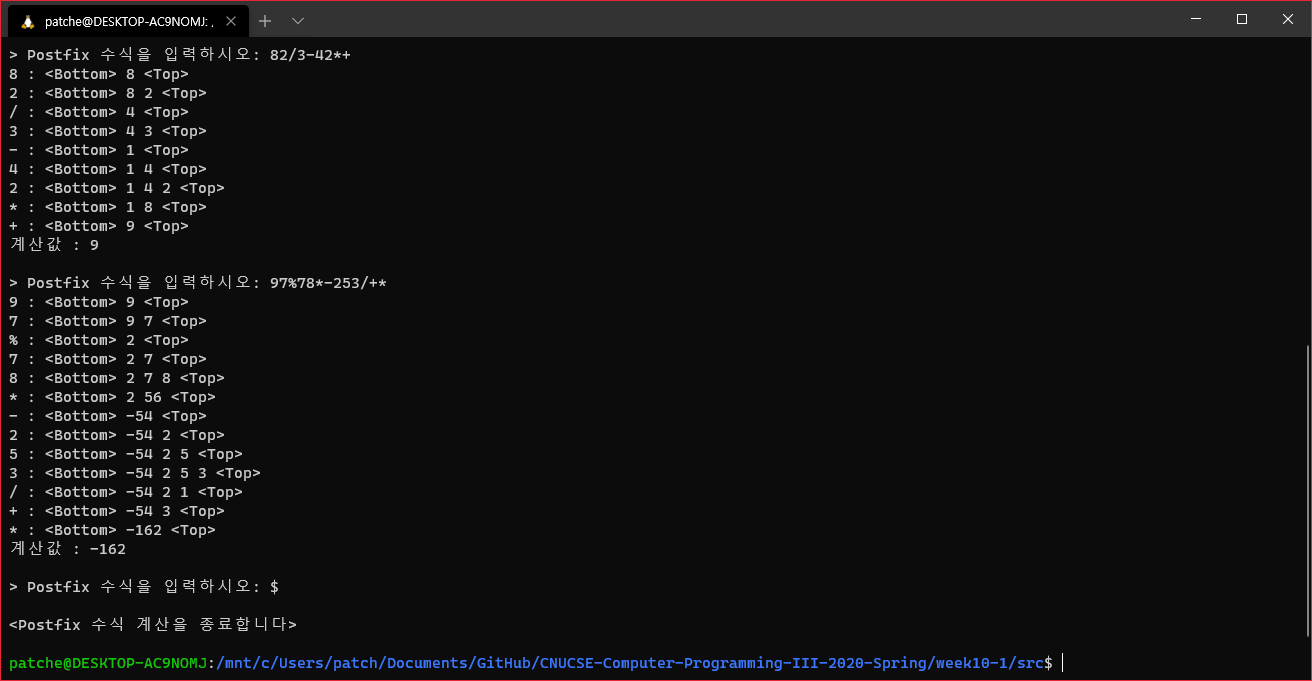 patche@DESKTOP-AC9NOMJ: /
> Postfix 수식을 입력하시오: 82/3-42*+
8 : <Bottom> 8 <Top>
2 : <Bottom> 8 2 <Top>
/ : <Bottom> 4 <Top>
3 : <Bottom> 4 3 <Top>
- : <Bottom> 1 <Top>
4 : <Bottom> 1 4 <Top>
2 : <Bottom> 1 4 2 <Top>
* : <Bottom> 1 8 <Top>
+ : <Bottom> 9 <Top>
계산값 : 9
> Postfix 수식을 입력하시오: 97%78*-253/+*
9 : <Bottom> 9 <Top>
7 : <Bottom> 9 7 <Top>
% : <Bottom> 2 <Top>
7 : <Bottom> 2 7 <Top>
8 : <Bottom> 2 7 8 <Top>
* : <Bottom> 2 56 <Top>
- : <Bottom> -54 <Top>
2 : <Bottom> -54 2 <Top>
5 : <Bottom> -54 2 5 <Top>
3 : <Bottom> -54 2 5 3 <Top>
/ : <Bottom> -54 2 1 <Top>
+ : <Bottom> -54 3 <Top>
* : <Bottom> -162 <Top>
계산값 : -162
> Postfix 수식을 입력하시오: $
<Postfix 수식 계산을 종료합니다>
patche@DESKTOP-AC9NOMJ:/mnt/c/Users/patch/Documents/GitHub/CNUCSE-Computer-Programming-III-2020-Spring/week10-1/src$